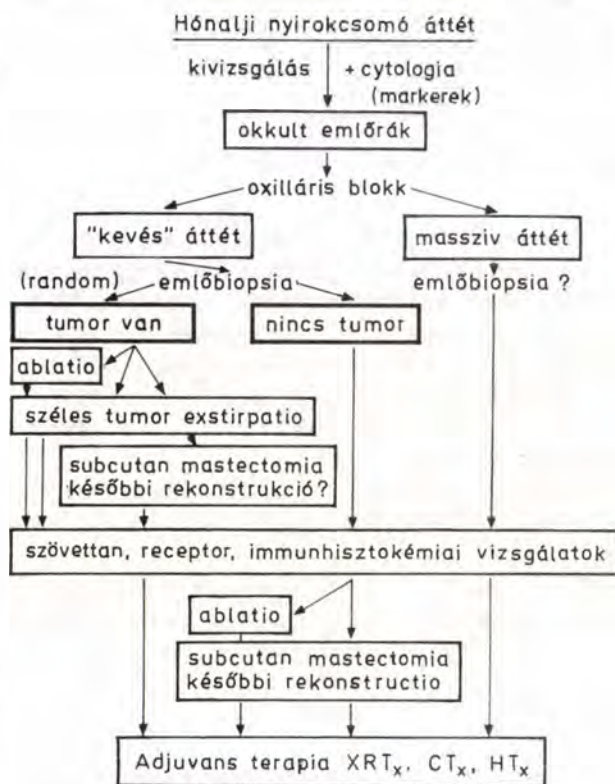 Hónalji nyirokcsomó áttét
kivizsgálás + cytologia
(markerek)
okkult emlőrák
oxilláris blokk
"kevés" áttét
masszív áttét
(random) emlőbiopsia
emlőbiopsia ?
tumor van
nincs tumor
ablatio
széles tumor exstirpatio
subcutan mastectomia
későbbi rekonstrukció?
szövettan, receptor, immunhisztokémiai vizsgálatok
ablatio
subcutan mastectomia
későbbi rekonstructio
Adjuvans terapia XRTx, CTx, HTx